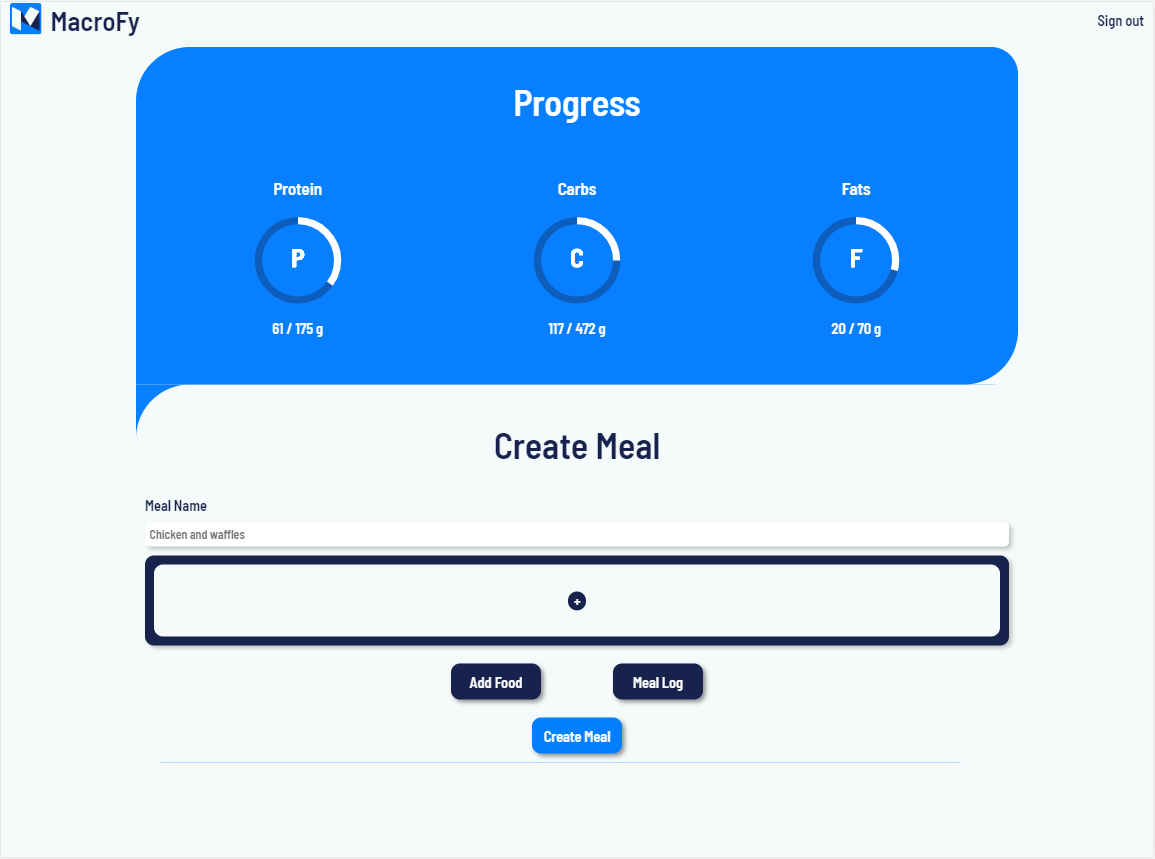 MacroFy
Sign out
Progress
Protein
Carbs
Fats
P
C
F
61 / 175 g
117 / 472 g
20 / 70 g
Create Meal
Meal Name
Chicken and waffles
+
Add Food
Meal Log
Create Meal